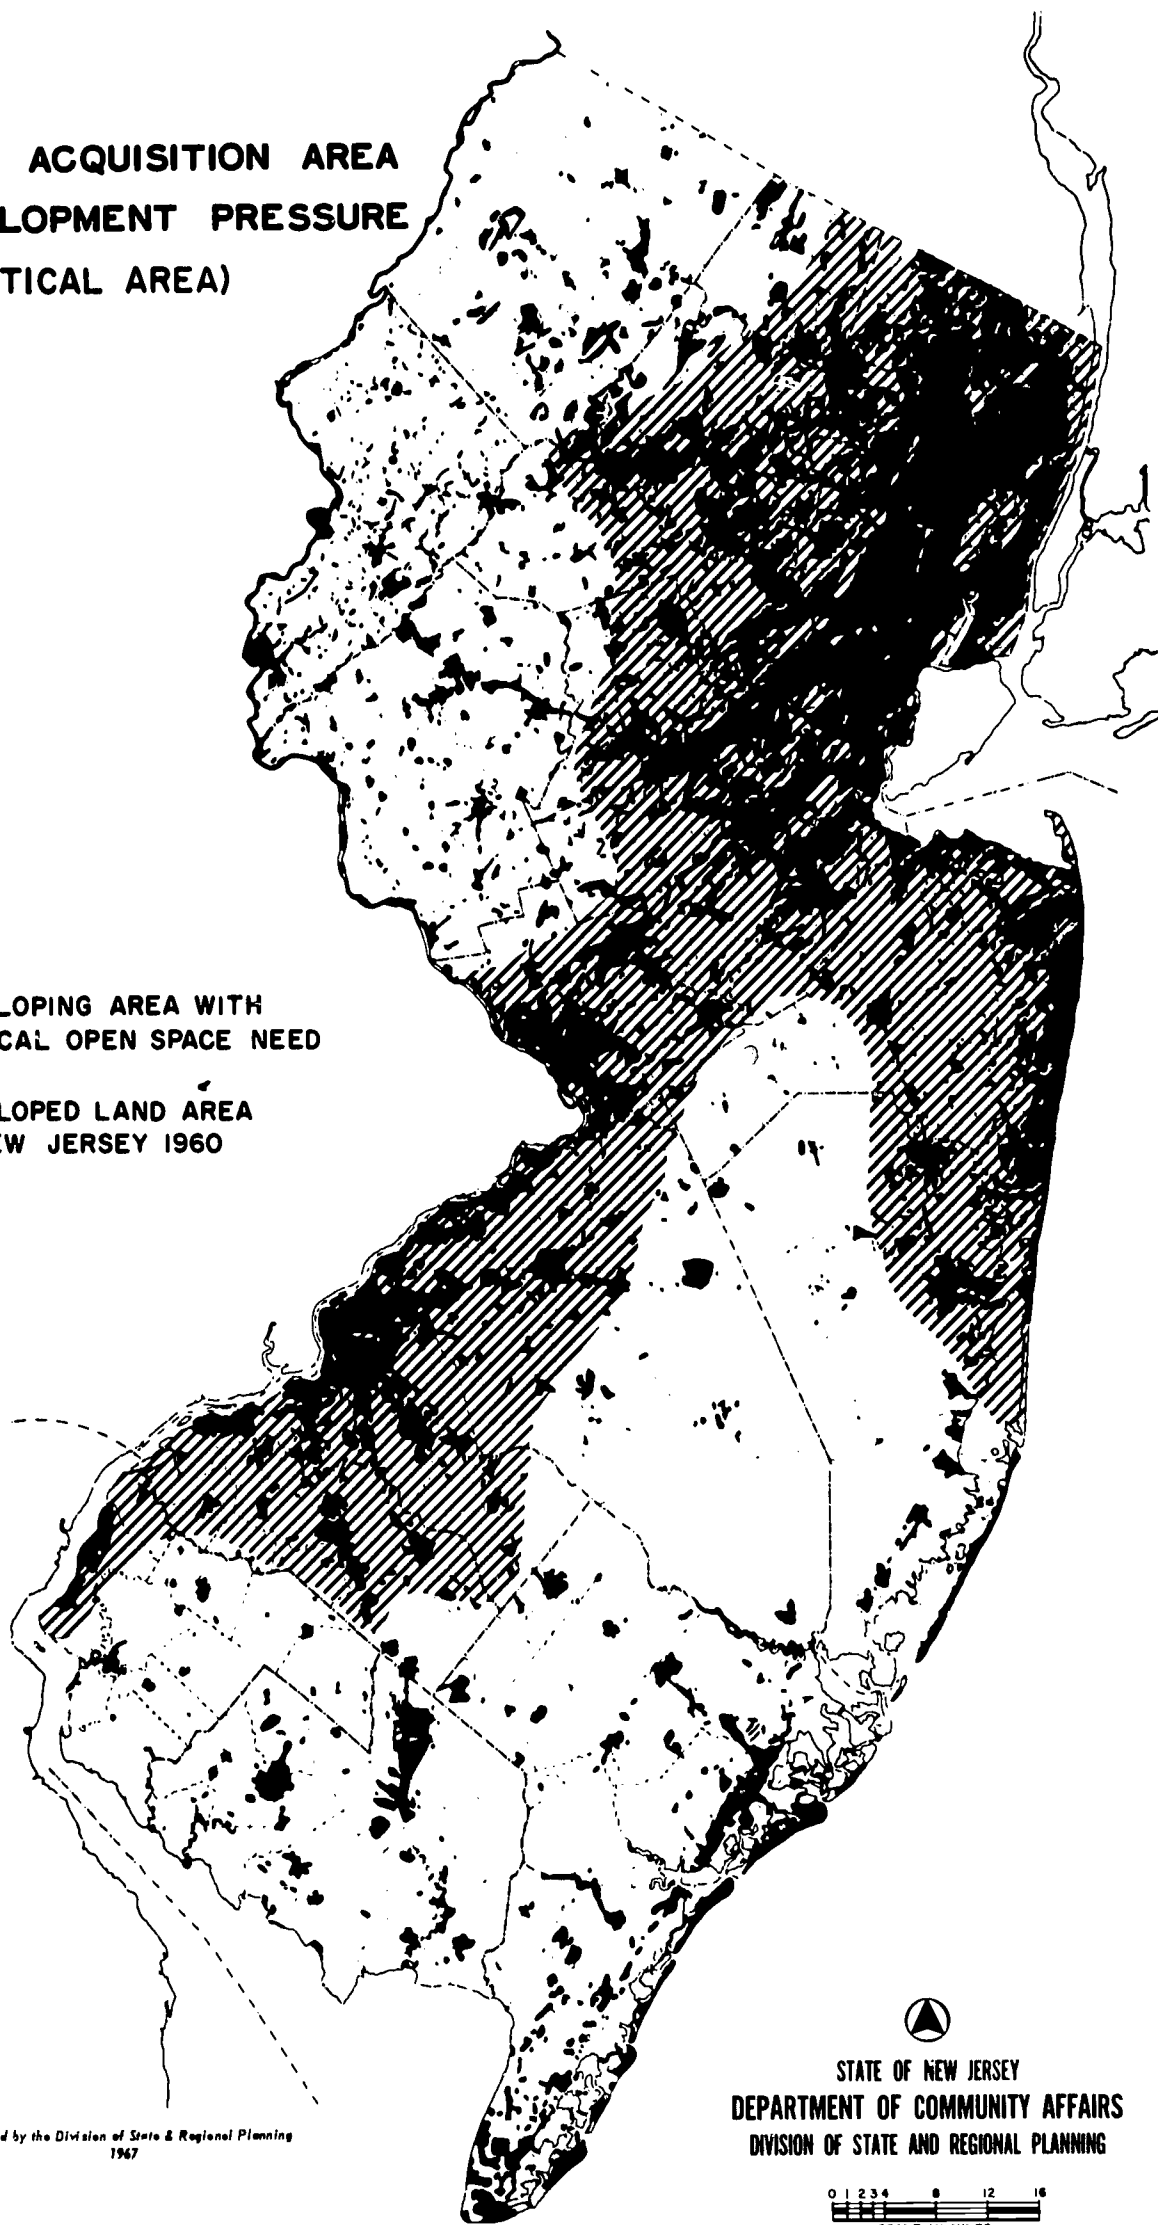 ACQUISITION AREA
LOPMENT PRESSURE
TICAL AREA)
LOPING AREA WITH
CAL OPEN SPACE NEED
LOPED LAND AREA
EW JERSEY 1960
d by the Division of State & Regional Planning
1967
STATE OF NEW JERSEY
DEPARTMENT OF COMMUNITY AFFAIRS
DIVISION OF STATE AND REGIONAL PLANNING
0 1 2 3 4 8 12 16